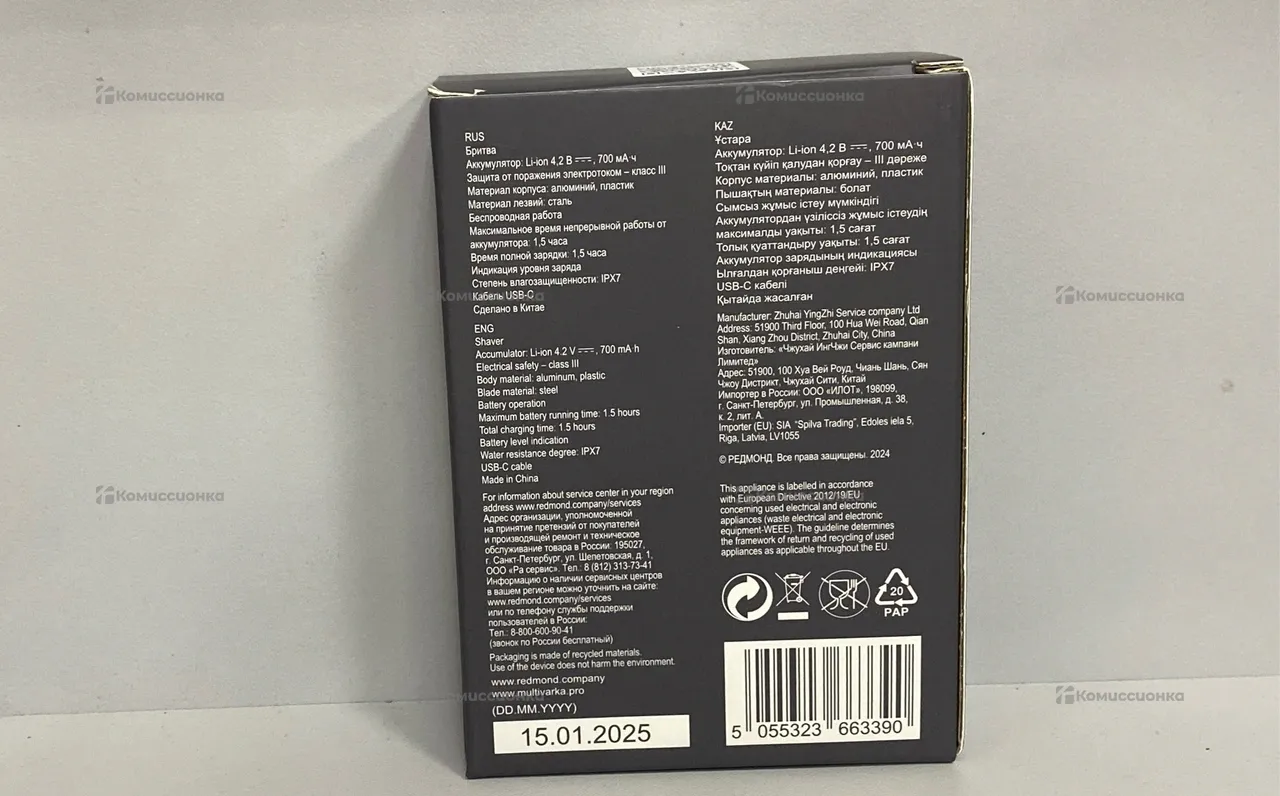 RUS
Бритва
Аккумулятор: Li-ion 4,2 В ⎓, 700 мА·ч
Защита от поражения электротоком – класс III
Материал корпуса: алюминий, пластик
Материал лезвий: сталь
Беспроводная работа
Максимальное время непрерывной работы от
аккумулятора: 1,5 часа
Время полной зарядки: 1,5 часа
Индикация уровня заряда
Степень влагозащищенности: IPX7
Кабель USB-C
Сделано в Китае
ENG
Shaver
Accumulator: Li-ion 4.2 V ⎓, 700 mA·h
Electrical safety – class III
Body material: aluminum, plastic
Blade material: steel
Battery operation
Maximum battery running time: 1.5 hours
Total charging time: 1.5 hours
Battery level indication
Water resistance degree: IPX7
USB-C cable
Made in China
For information about service center in your region
address www.redmond.company/services
Адрес организации, уполномоченной
на принятие претензий от покупателей
и производящей ремонт и техническое
обслуживание товара в России: 195027,
г. Санкт-Петербург, ул. Шепетовская, д. 1,
ООО «Ра сервис». Тел.: 8 (812) 313-73-41
Информацию о наличии сервисных центров
в вашем регионе можно уточнить на сайте:
www.redmond.company/services
или по телефону службы поддержки
пользователей в России:
Тел.: 8-800-600-90-41
(звонок по России бесплатный)
Packaging is made of recycled materials.
Use of the device does not harm the environment.
www.redmond.company
www.multivarka.pro
(DD.MM.YYYY)
15.01.2025
KAZ
Ұстара
Аккумулятор: Li-ion 4,2 В ⎓, 700 мА·ч
Тоқтан күйіп қалудан қорғау – III дәреже
Корпус материалы: алюминий, пластик
Пышақтың материалы: болат
Сымсыз жұмыс істеу мүмкіндігі
Аккумулятордан үзіліссіз жұмыс істеудің
максималды уақыты: 1,5 сағат
Толық қуаттандыру уақыты: 1,5 сағат
Аккумулятор зарядының индикациясы
Ылғалдан қорғаныш деңгейі: IPX7
USB-C кабелі
Қытайда жасалған
Manufacturer: Zhuhai YingZhi Service company Ltd
Address: 51900 Third Floor, 100 Hua Wei Road, Qian
Shan, Xiang Zhou District, Zhuhai City, China
Изготовитель: «Чжухай ИнгЧжи Сервис кампани
Лимитед»
Адрес: 51900, 100 Хуа Вей Роуд, Чиань Шань, Сян
Чжоу Дистрикт, Чжухай Сити, Китай
Импортер в России: ООО «ИЛОТ», 198099,
г. Санкт-Петербург, ул. Промышленная, д. 38,
к. 2, лит. А.
Importer (EU): SIA "Spilva Trading", Edoles iela 5,
Riga, Latvia, LV1055
© РЕДМОНД. Все права защищены. 2024
This appliance is labelled in accordance
with European Directive 2012/19/EU
concerning used electrical and electronic
appliances (waste electrical and electronic
equipment-WEEE). The guideline determines
the framework of return and recycling of used
appliances as applicable throughout the EU.
20
PAP
5 055323 663390
Комиссионка
Комиссионка
Комиссионка
Комиссионка
Комиссионка
Комиссионка
Комиссионка
Комиссионка